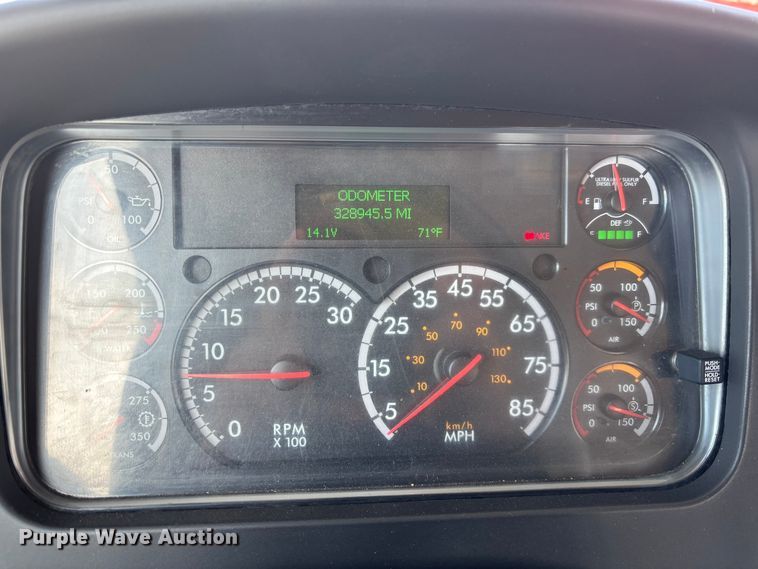 ODOMETER
328945.5 MI
14.1V 71°F
BRAKE
50
PSI
0 100
OIL
150 200
250
WATER
275
350
TRANS
0 5 10 15 20 25 30
RPM
X 100
5 15 25 35 45 55 65 75 85
10 30 50 70 90 110 130
km/h
MPH
ULTRA LOW SULFUR
DIESEL FUEL ONLY
E F
DEF
E F
50 100
PSI P
0 150
AIR
50 100
PSI S
0 150
AIR
PUSH-
MODE
HOLD-
RESET
Purple Wave Auction